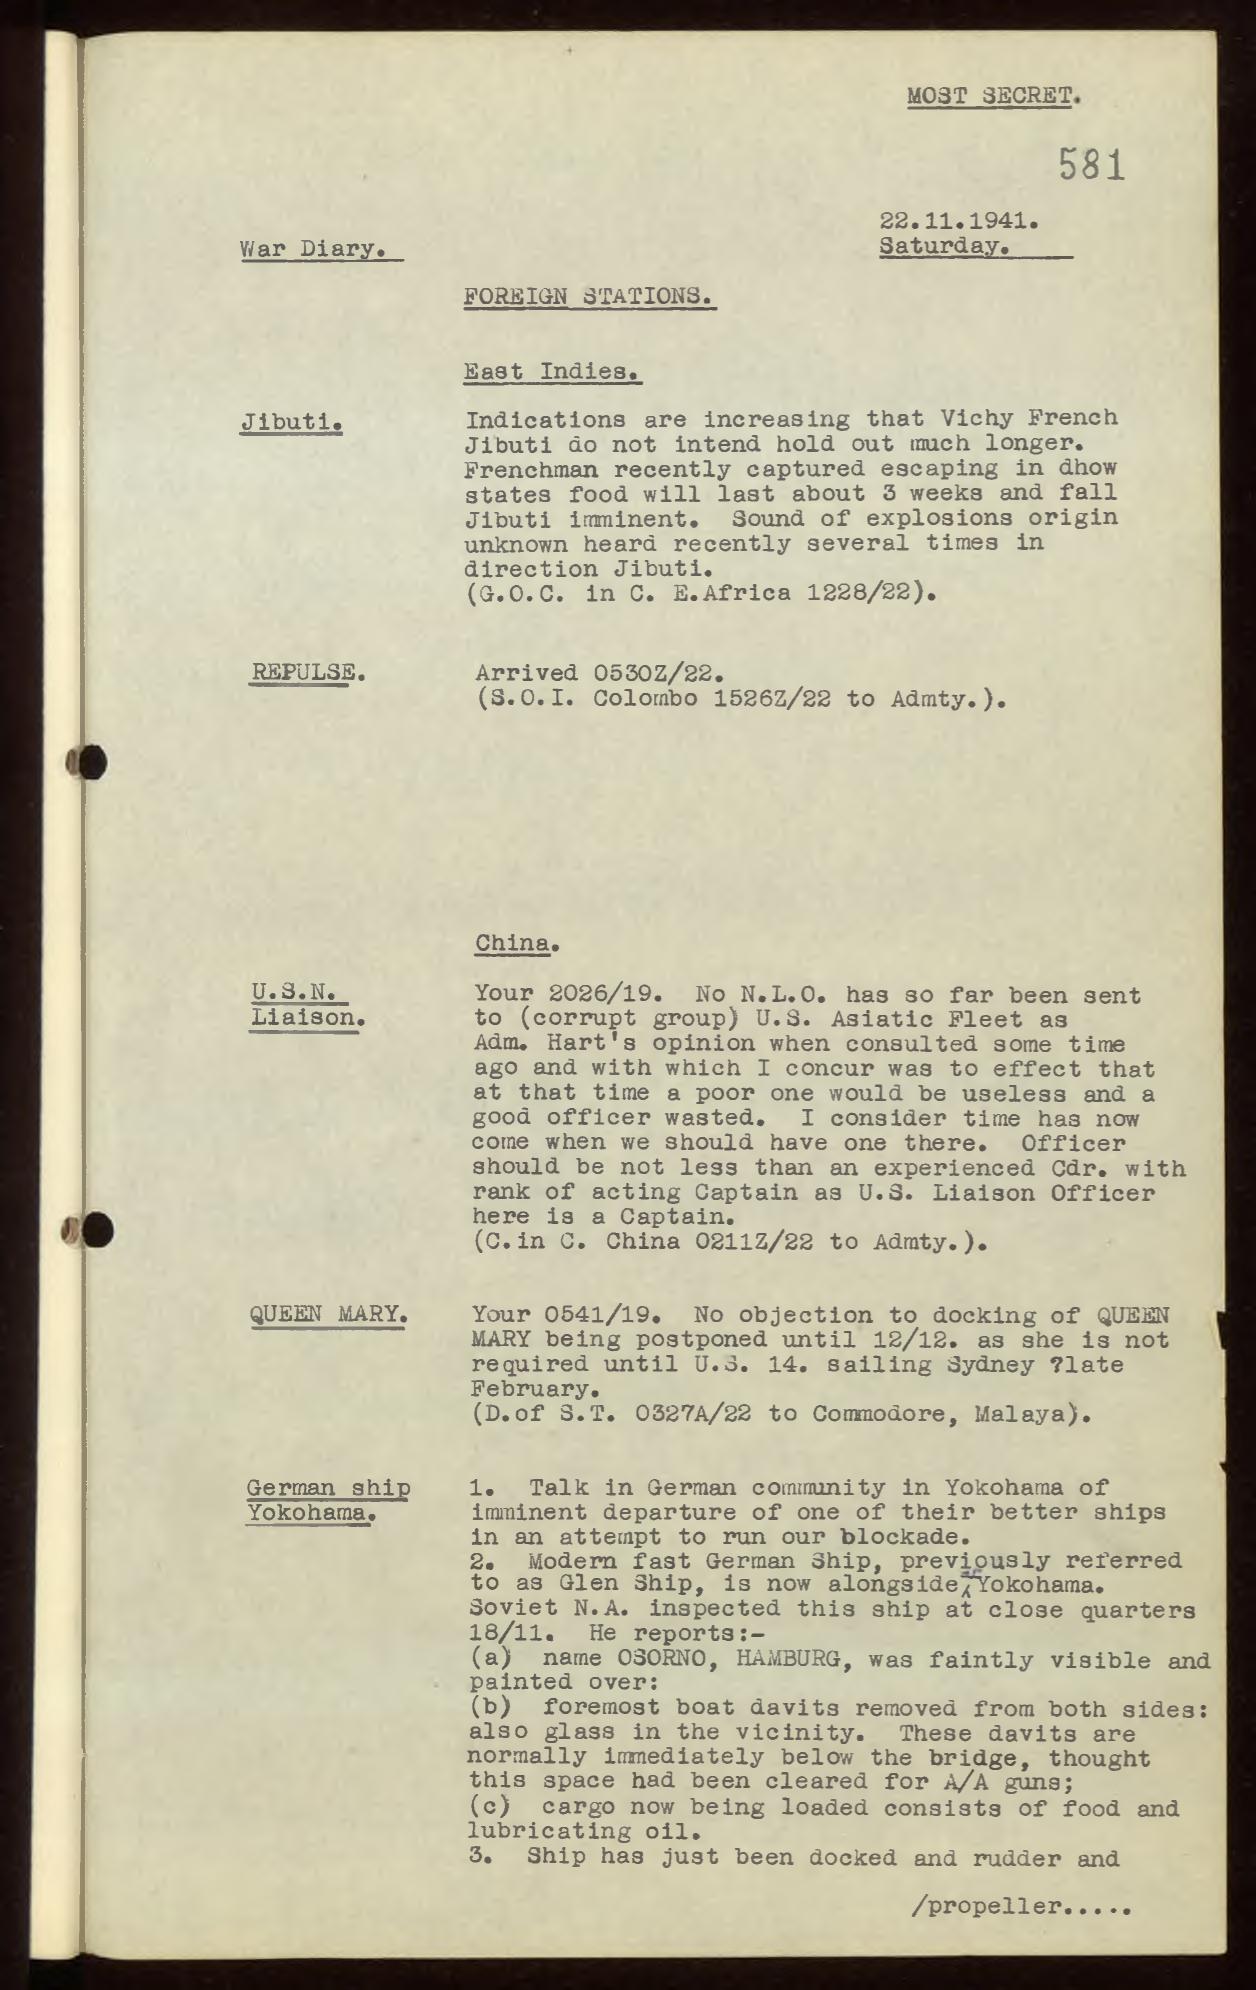 MOST SECRET.
581
22.11.1941.
War Diary.
Saturday.
FOREIGN STATIONS.
East Indies.
Jibuti.
Indications are increasing that Vichy French
Jibuti do not intend hold out much longer.
Frenchman recently captured escaping in dhow
states food will last about 3 weeks and fall
Jibuti imminent. Sound of explosions origin
unknown heard recently several times in
direction Jibuti.
(G.O.C. in C. E.Africa 1228/22).
REPULSE.
Arrived 0530Z/22.
(S.O.I. Colombo 1526Z/22 to Admty.).
China.
U.S.N.
Liaison.
Your 2026/19. No N.L.O. has so far been sent
to (corrupt group) U.S. Asiatic Fleet as
Adm. Hart's opinion when consulted some time
ago and with which I concur was to effect that
at that time a poor one would be useless and a
good officer wasted. I consider time has now
come when we should have one there. Officer
should be not less than an experienced Cdr. with
rank of acting Captain as U.S. Liaison Officer
here is a Captain.
(C.in C. China 0211Z/22 to Admty.).
QUEEN MARY.
Your 0541/19. No objection to docking of QUEEN
MARY being postponed until 12/12. as she is not
required until U.S. 14. sailing Sydney ?late
February.
(D.of S.T. 0327A/22 to Commodore, Malaya).
German ship
Yokohama.
1. Talk in German community in Yokohama of
imminent departure of one of their better ships
in an attempt to run our blockade.
2. Modern fast German Ship, previously referred
to as Glen Ship, is now alongside Yokohama.
Soviet N.A. inspected this ship at close quarters
18/11. He reports:-
(a) name OSORNO, HAMBURG, was faintly visible and
painted over:
(b) foremost boat davits removed from both sides:
also glass in the vicinity. These davits are
normally immediately below the bridge, thought
this space had been cleared for A/A guns;
(c) cargo now being loaded consists of food and
lubricating oil.
3. Ship has just been docked and rudder and
/propeller.....